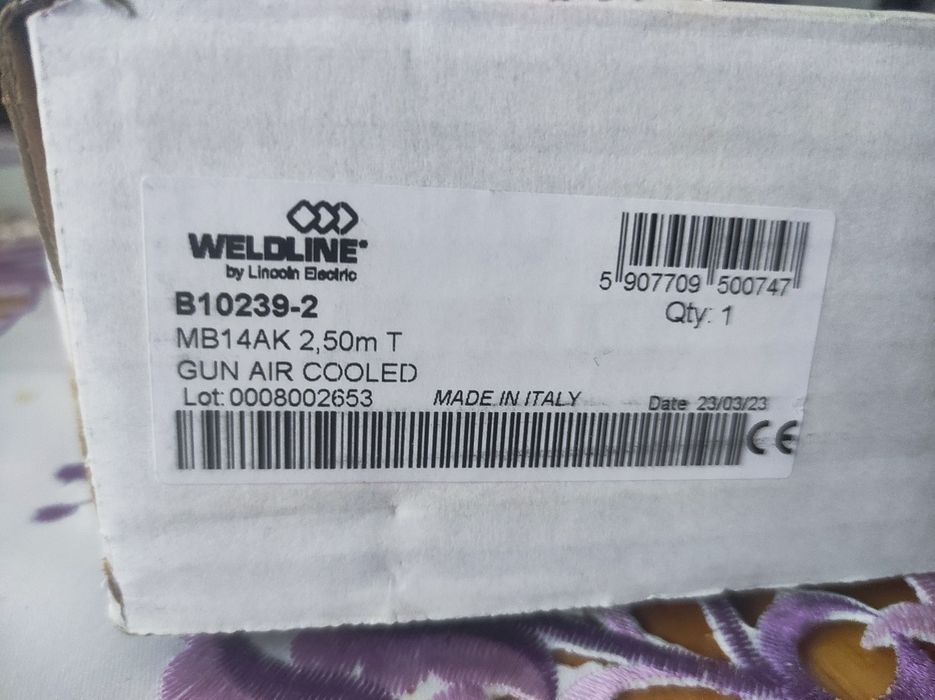 WELDLINE®
by Lincoln Electric
5 907709 500747
B10239-2
Qty: 1
MB14AK 2,50m T
GUN AIR COOLED
Lot: 0008002653 MADE IN ITALY Date 23/03/23
CE